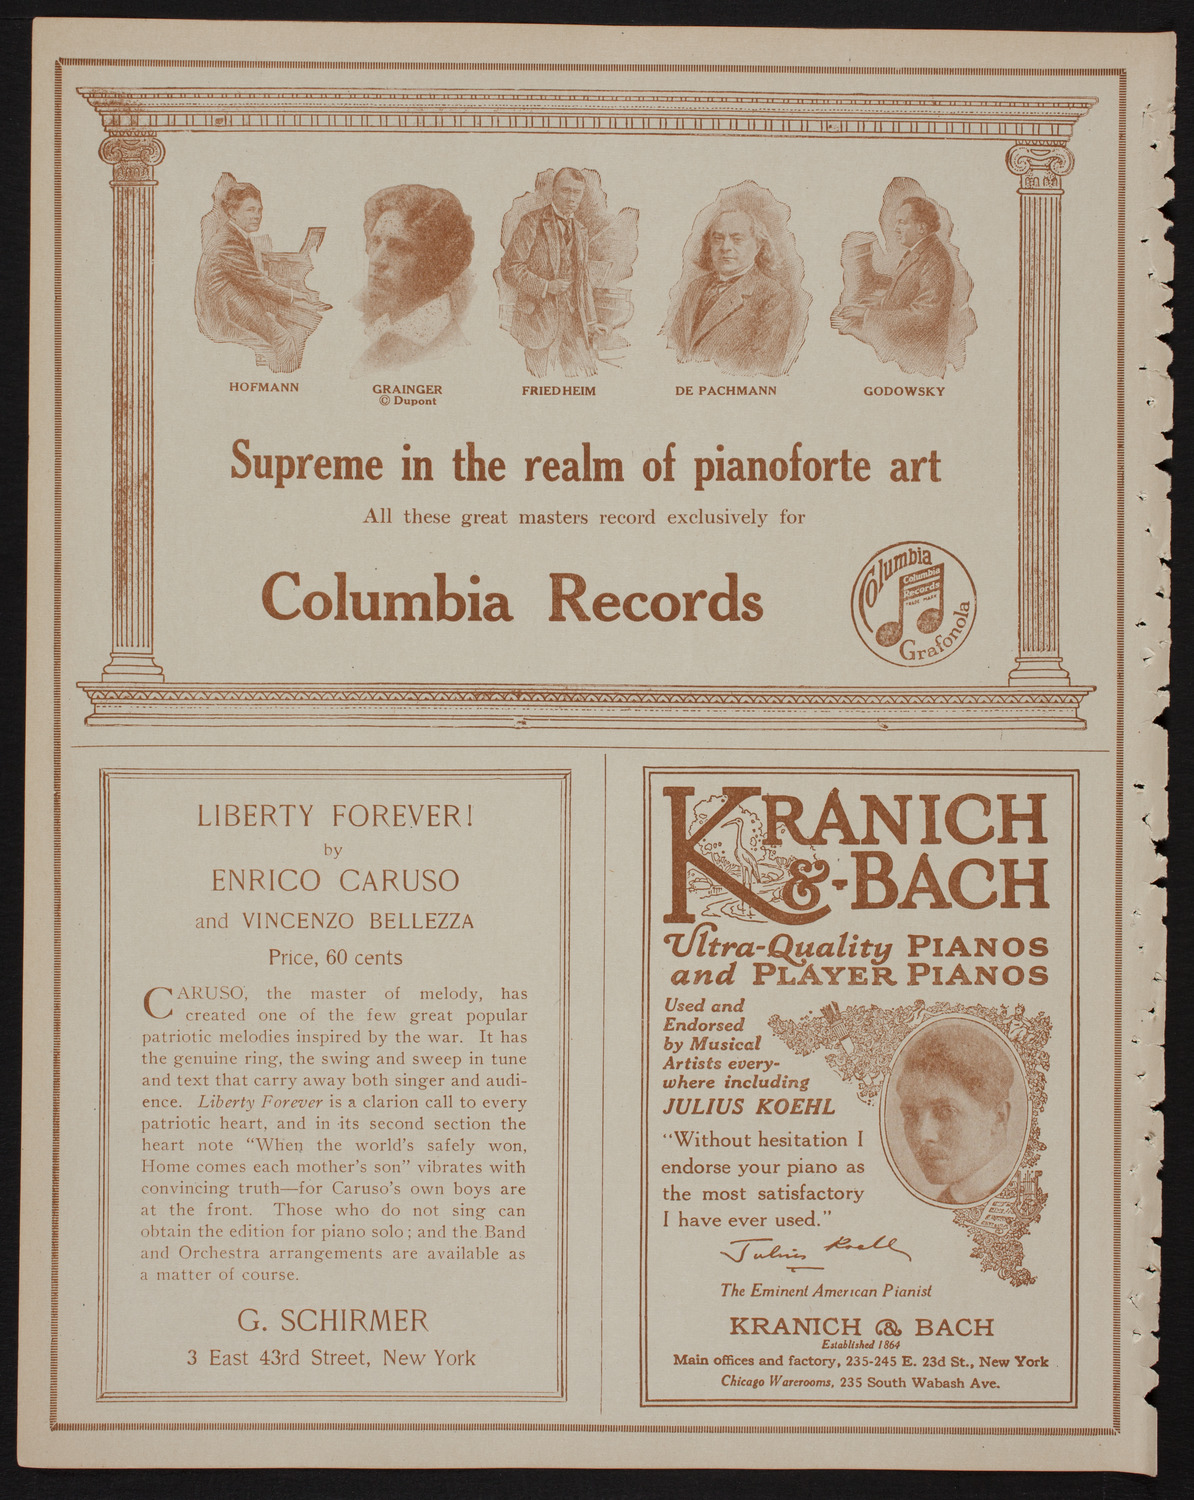 HOFMANN
GRAINGER
© Dupont
FRIEDHEIM
DE PACHMANN
GODOWSKY
Supreme in the realm of pianoforte art
All these great masters record exclusively for
Columbia Records
Columbia
Columbia
Records
TRADE MARK
Grafonola
LIBERTY FOREVER!
by
ENRICO CARUSO
and VINCENZO BELLEZZA
Price, 60 cents
CARUSO, the master of melody, has
created one of the few great popular
patriotic melodies inspired by the war. It has
the genuine ring, the swing and sweep in tune
and text that carry away both singer and audi-
ence. Liberty Forever is a clarion call to every
patriotic heart, and in its second section the
heart note “When the world’s safely won,
Home comes each mother’s son” vibrates with
convincing truth—for Caruso’s own boys are
at the front. Those who do not sing can
obtain the edition for piano solo; and the Band
and Orchestra arrangements are available as
a matter of course.
G. SCHIRMER
3 East 43rd Street, New York
KRANICH
&-BACH
Ultra-Quality PIANOS
and PLAYER PIANOS
Used and
Endorsed
by Musical
Artists every-
where including
JULIUS KOEHL
“Without hesitation I
endorse your piano as
the most satisfactory
I have ever used.”
Julius Koehl
The Eminent American Pianist
KRANICH & BACH
Established 1864
Main offices and factory, 235-245 E. 23d St., New York
Chicago Warerooms, 235 South Wabash Ave.